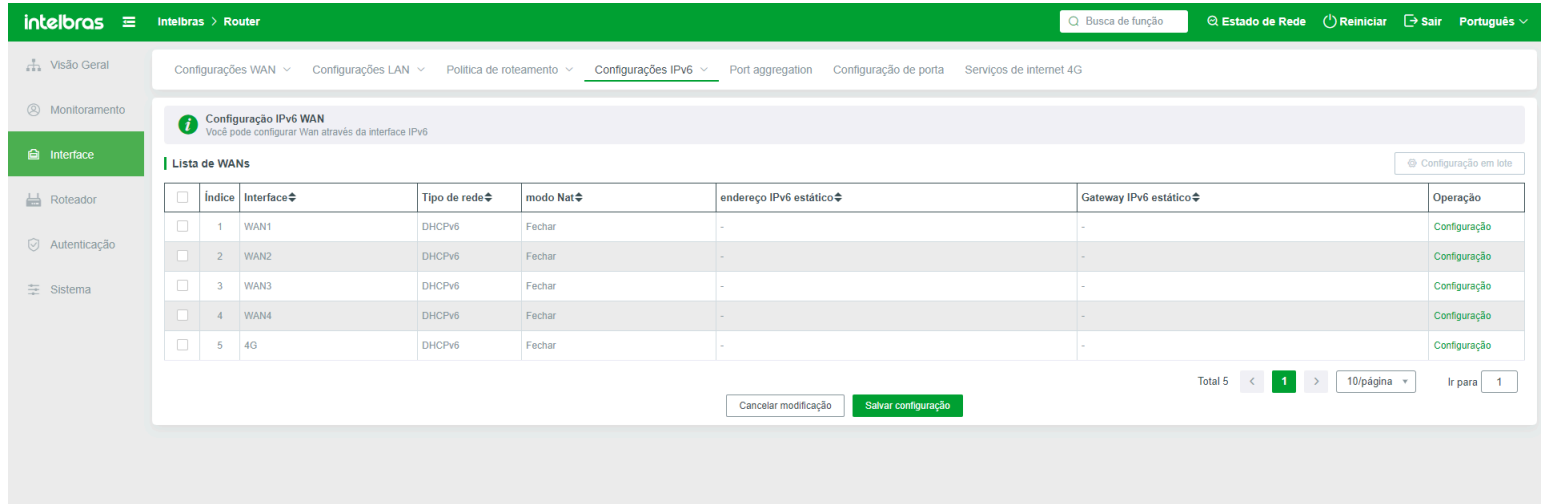 intelbras Intelbras > Router Busca de função Estado de Rede Reiniciar Sair Português
Visão Geral
Monitoramento
Interface
Roteador
Autenticação
Sistema
Configurações WAN Configurações LAN Política de roteamento Configurações IPv6 Port aggregation Configuração de porta Serviços de internet 4G
Configuração IPv6 WAN
Você pode configurar Wan através da interface IPv6
Lista de WANs Configuração em lote
Índice Interface Tipo de rede modo Nat endereço IPv6 estático Gateway IPv6 estático Operação
1 WAN1 DHCPv6 Fechar - - Configuração
2 WAN2 DHCPv6 Fechar - - Configuração
3 WAN3 DHCPv6 Fechar - - Configuração
4 WAN4 DHCPv6 Fechar - - Configuração
5 4G DHCPv6 Fechar - - Configuração
Total 5 < 1 > 10/página Ir para 1
Cancelar modificação Salvar configuração